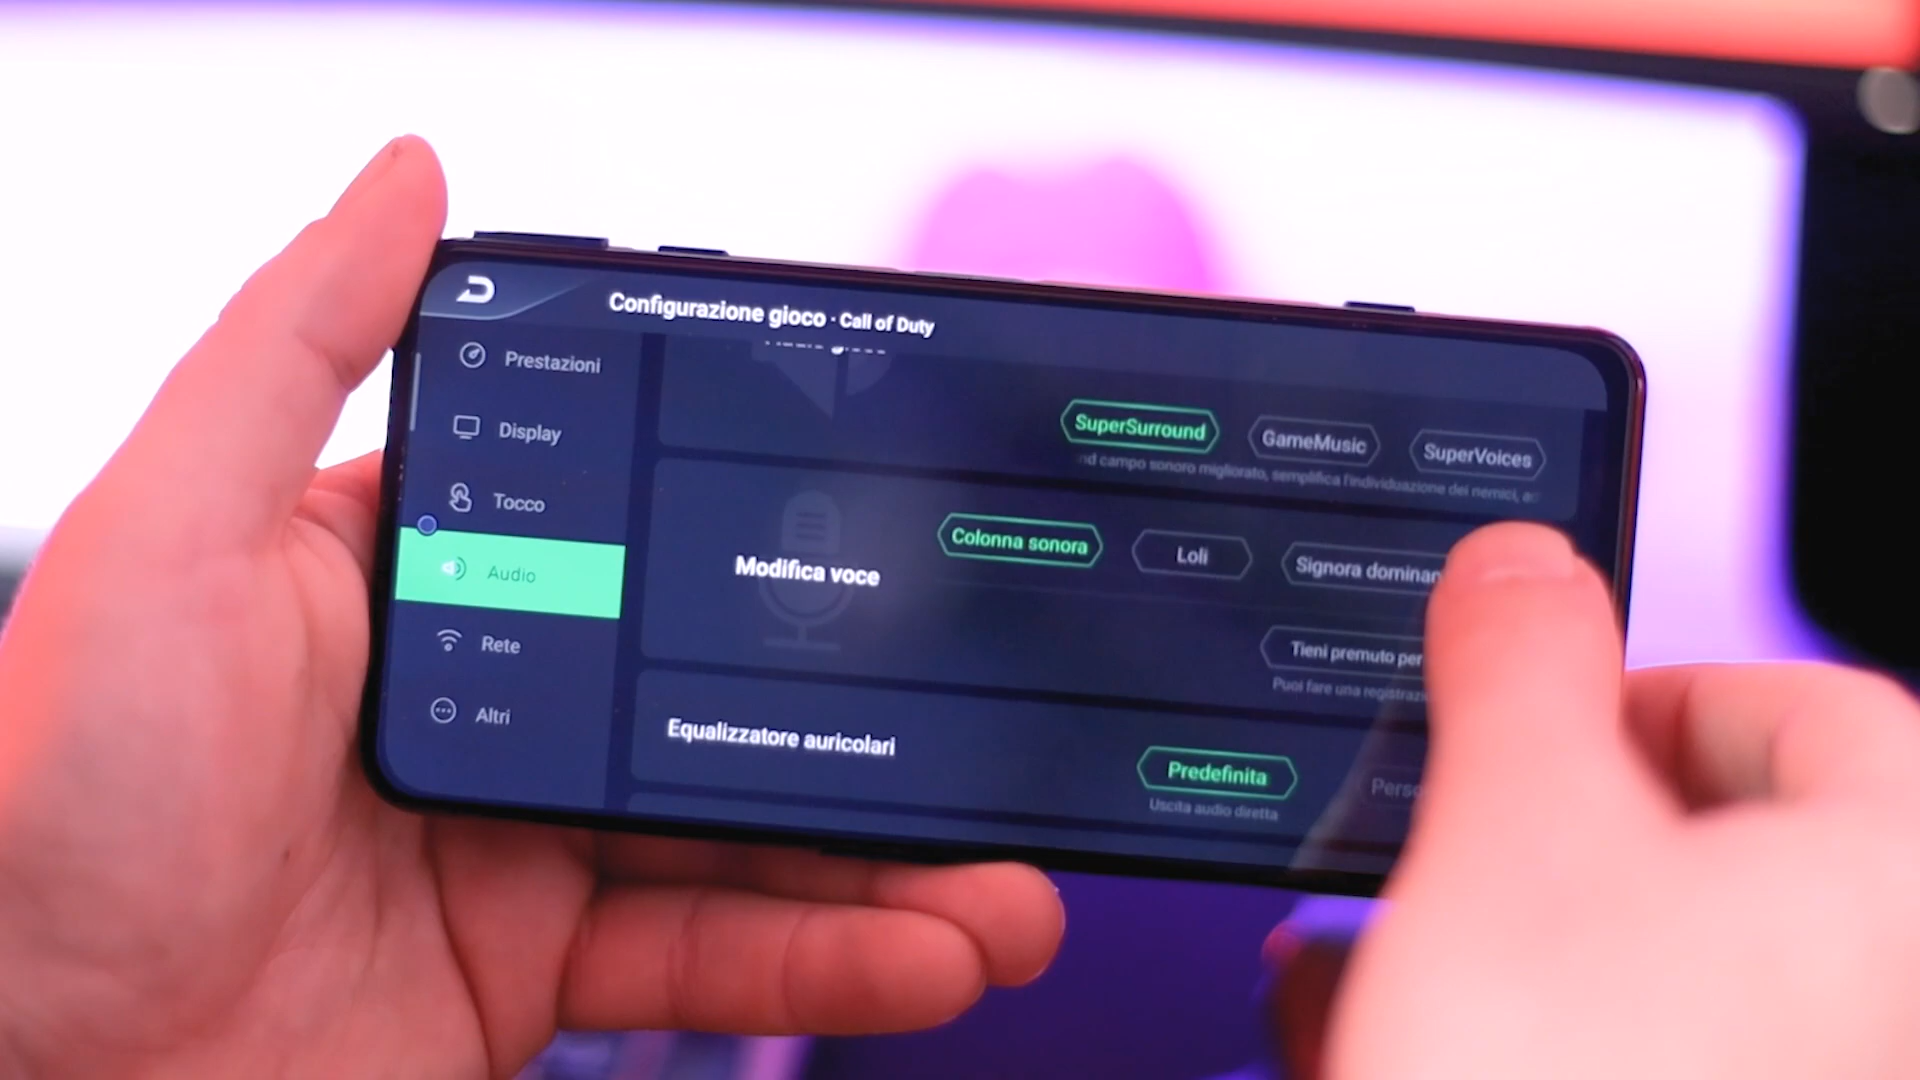 Configurazione gioco · Call of Duty
Prestazioni
Display
Tocco
Audio
Rete
Altri
SuperSurround
GameMusic
SuperVoices
campo sonoro migliorato, semplifica l'individuazione dei nemici,
Modifica voce
Colonna sonora
Loli
Signora
Tieni premuto per
Puoi fare una
Equalizzatore auricolari
Predefinita
Uscita audio diretta